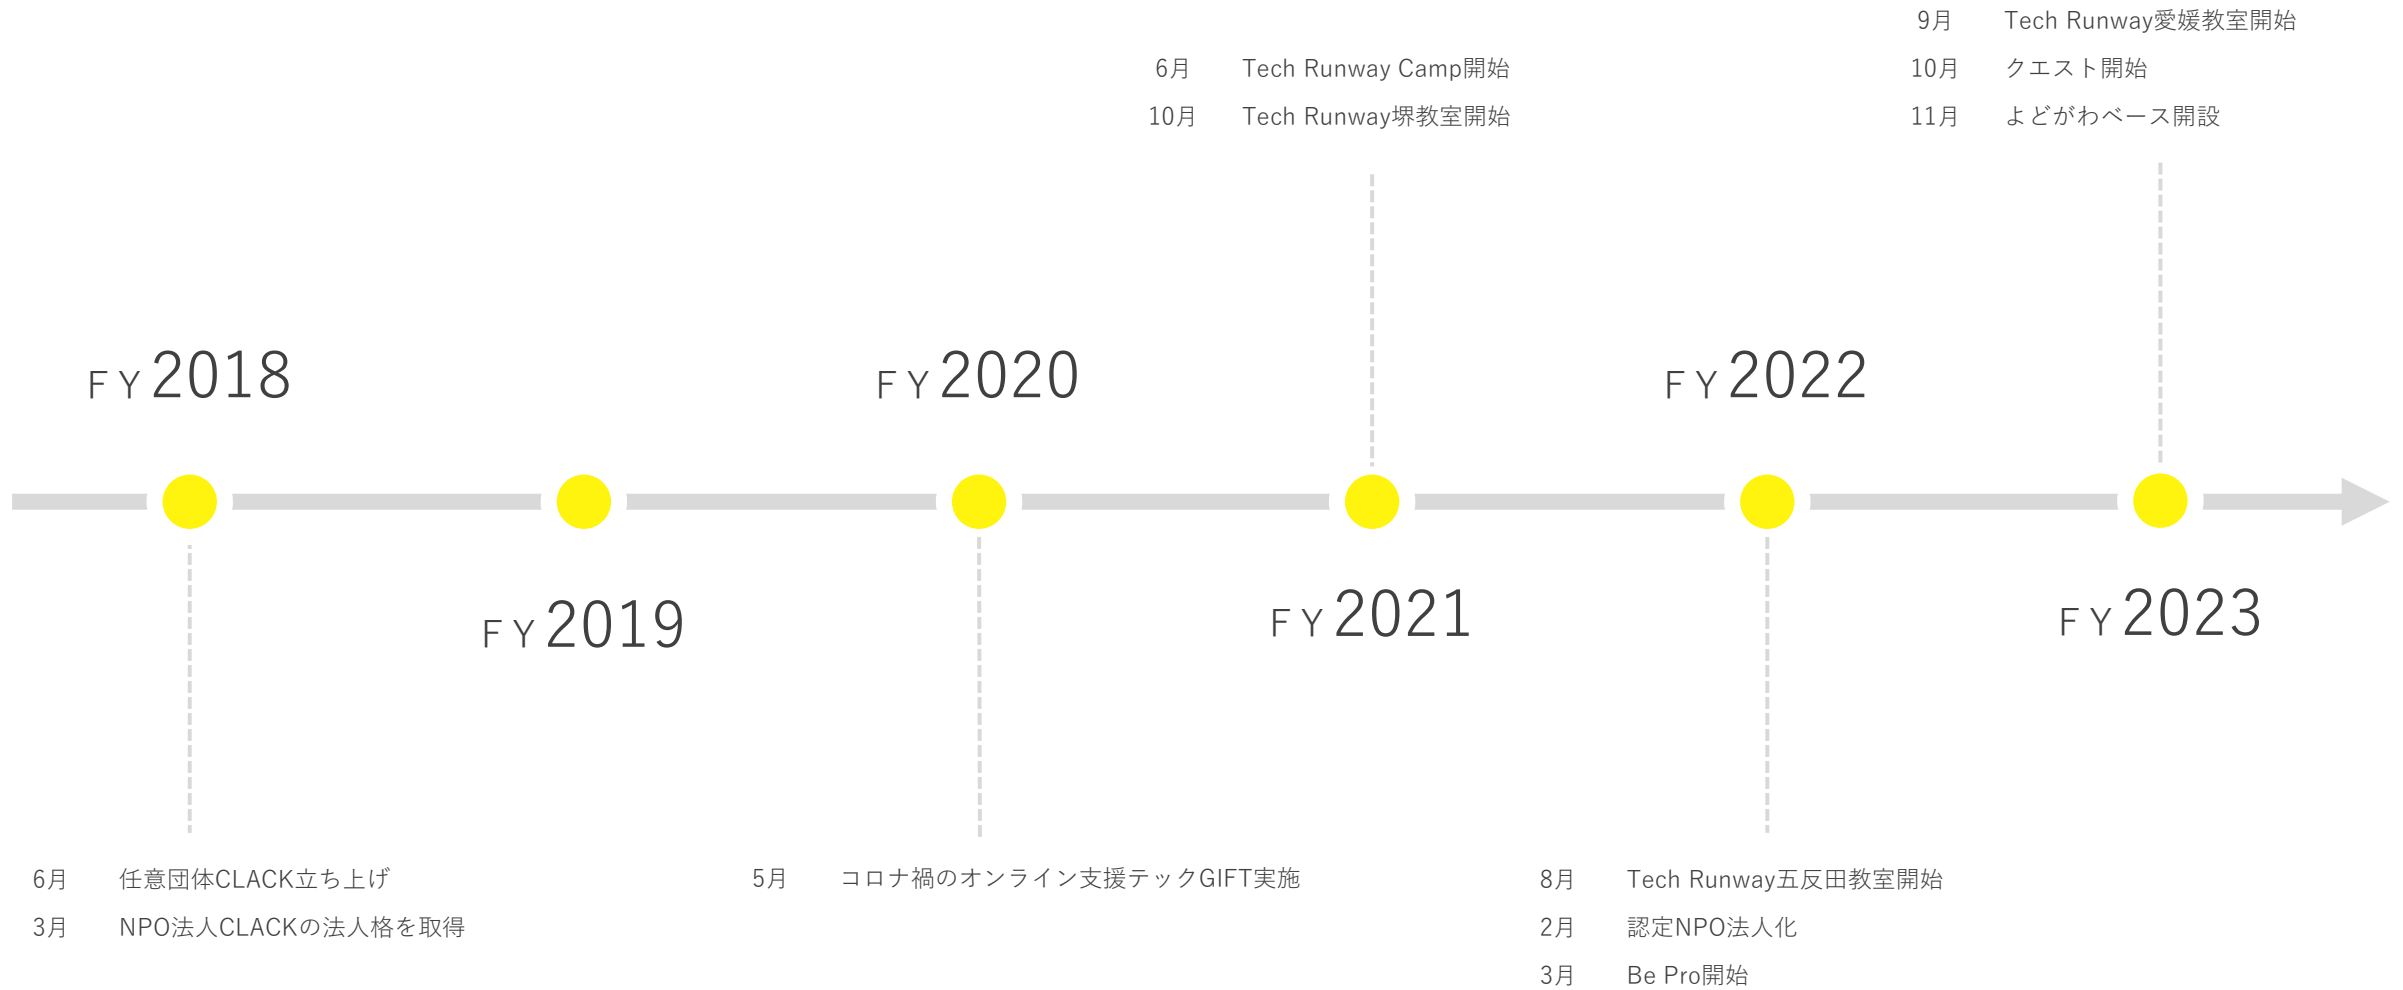 9月 Tech Runway愛媛教室開始
6月 Tech Runway Camp開始
10月 クエスト開始
10月 Tech Runway堺教室開始
11月 よどがわベース開設
FY2018
FY2020
FY2022
FY2019
FY2021
FY2023
6月 任意団体CLACK立ち上げ
3月 NPO法人CLACKの法人格を取得
5月 コロナ禍のオンライン支援テックGIFT実施
8月 Tech Runway五反田教室開始
2月 認定NPO法人化
3月 Be Pro開始